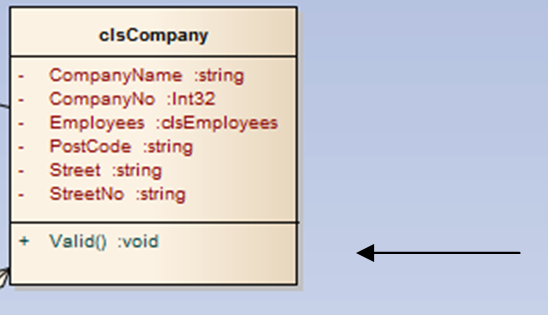 clsCompany
- CompanyName :string
- CompanyNo :Int32
- Employees :clsEmployees
- PostCode :string
- Street :string
- StreetNo :string
+ Valid() :void